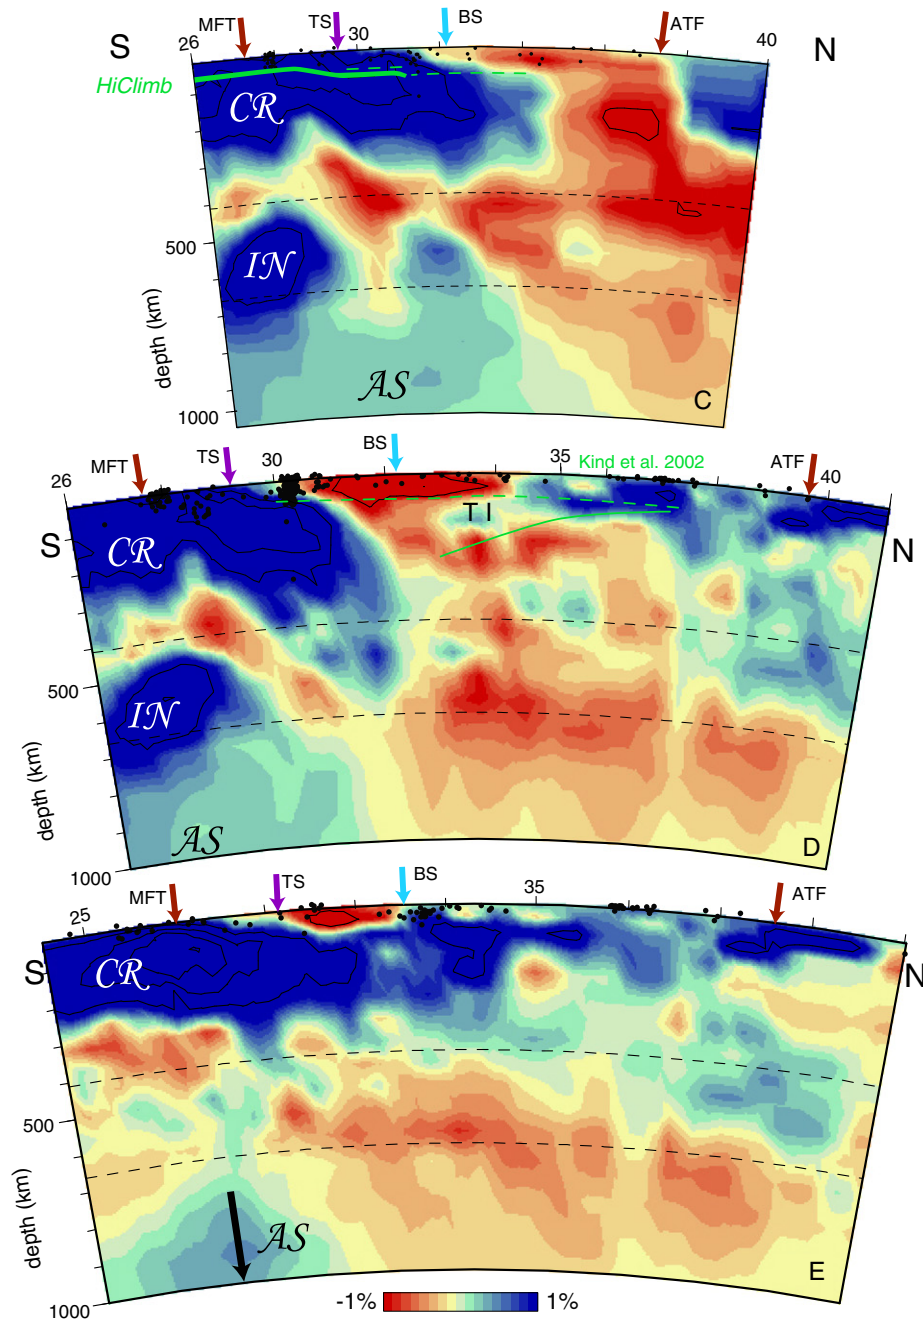 S
26
MFT
TS
30
BS
ATF
40
N
HiClimb
CR
500
IN
depth (km)
AS
C
1000
26
MFT
TS
30
BS
35
Kind et al. 2002
ATF
40
S
CR
T I
N
500
IN
depth (km)
AS
D
1000
25
MFT
TS
BS
35
ATF
S
CR
N
500
depth (km)
AS
E
1000
-1%
1%